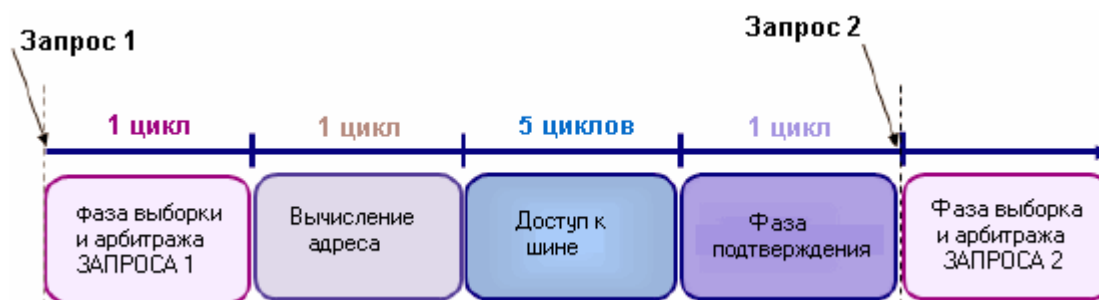 Запрос 1
Запрос 2
1 цикл
1 цикл
5 циклов
1 цикл
Фаза выборки
и арбитража
ЗАПРОСА 1
Вычисление
адреса
Доступ к
шине
Фаза
подтверждения
Фаза выборка
и арбитража
ЗАПРОСА 2